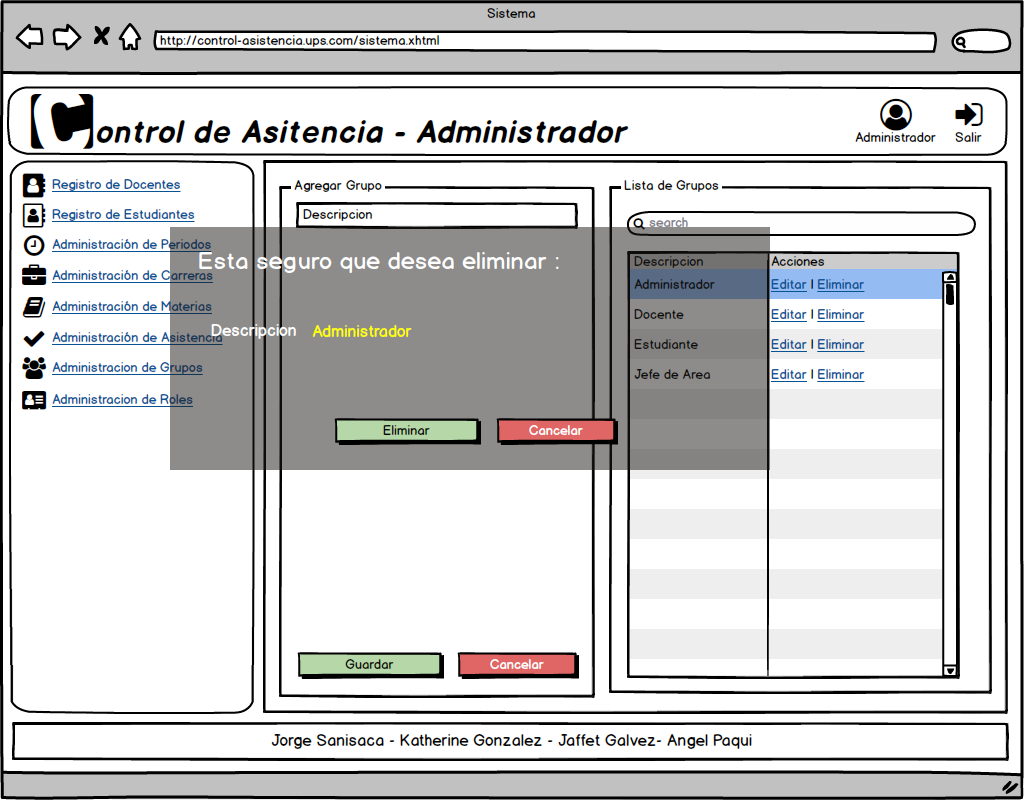 Sistema
http://control-asistencia.ups.com/sistema.xhtml
Control de Asitencia - Administrador
Administrador
Salir
Registro de Docentes
Registro de Estudiantes
Administración de Periodos
Administración de Carreras
Administración de Materias
Administración de Asistencia
Administracion de Grupos
Administracion de Roles
Agregar Grupo
Descripcion
Esta seguro que desea eliminar :
Descripcion Administrador
Eliminar Cancelar
Guardar Cancelar
Lista de Grupos
search
Descripcion Acciones
Administrador Editar | Eliminar
Docente Editar | Eliminar
Estudiante Editar | Eliminar
Jefe de Area Editar | Eliminar
Jorge Sanisaca - Katherine Gonzalez - Jaffet Galvez- Angel Paqui